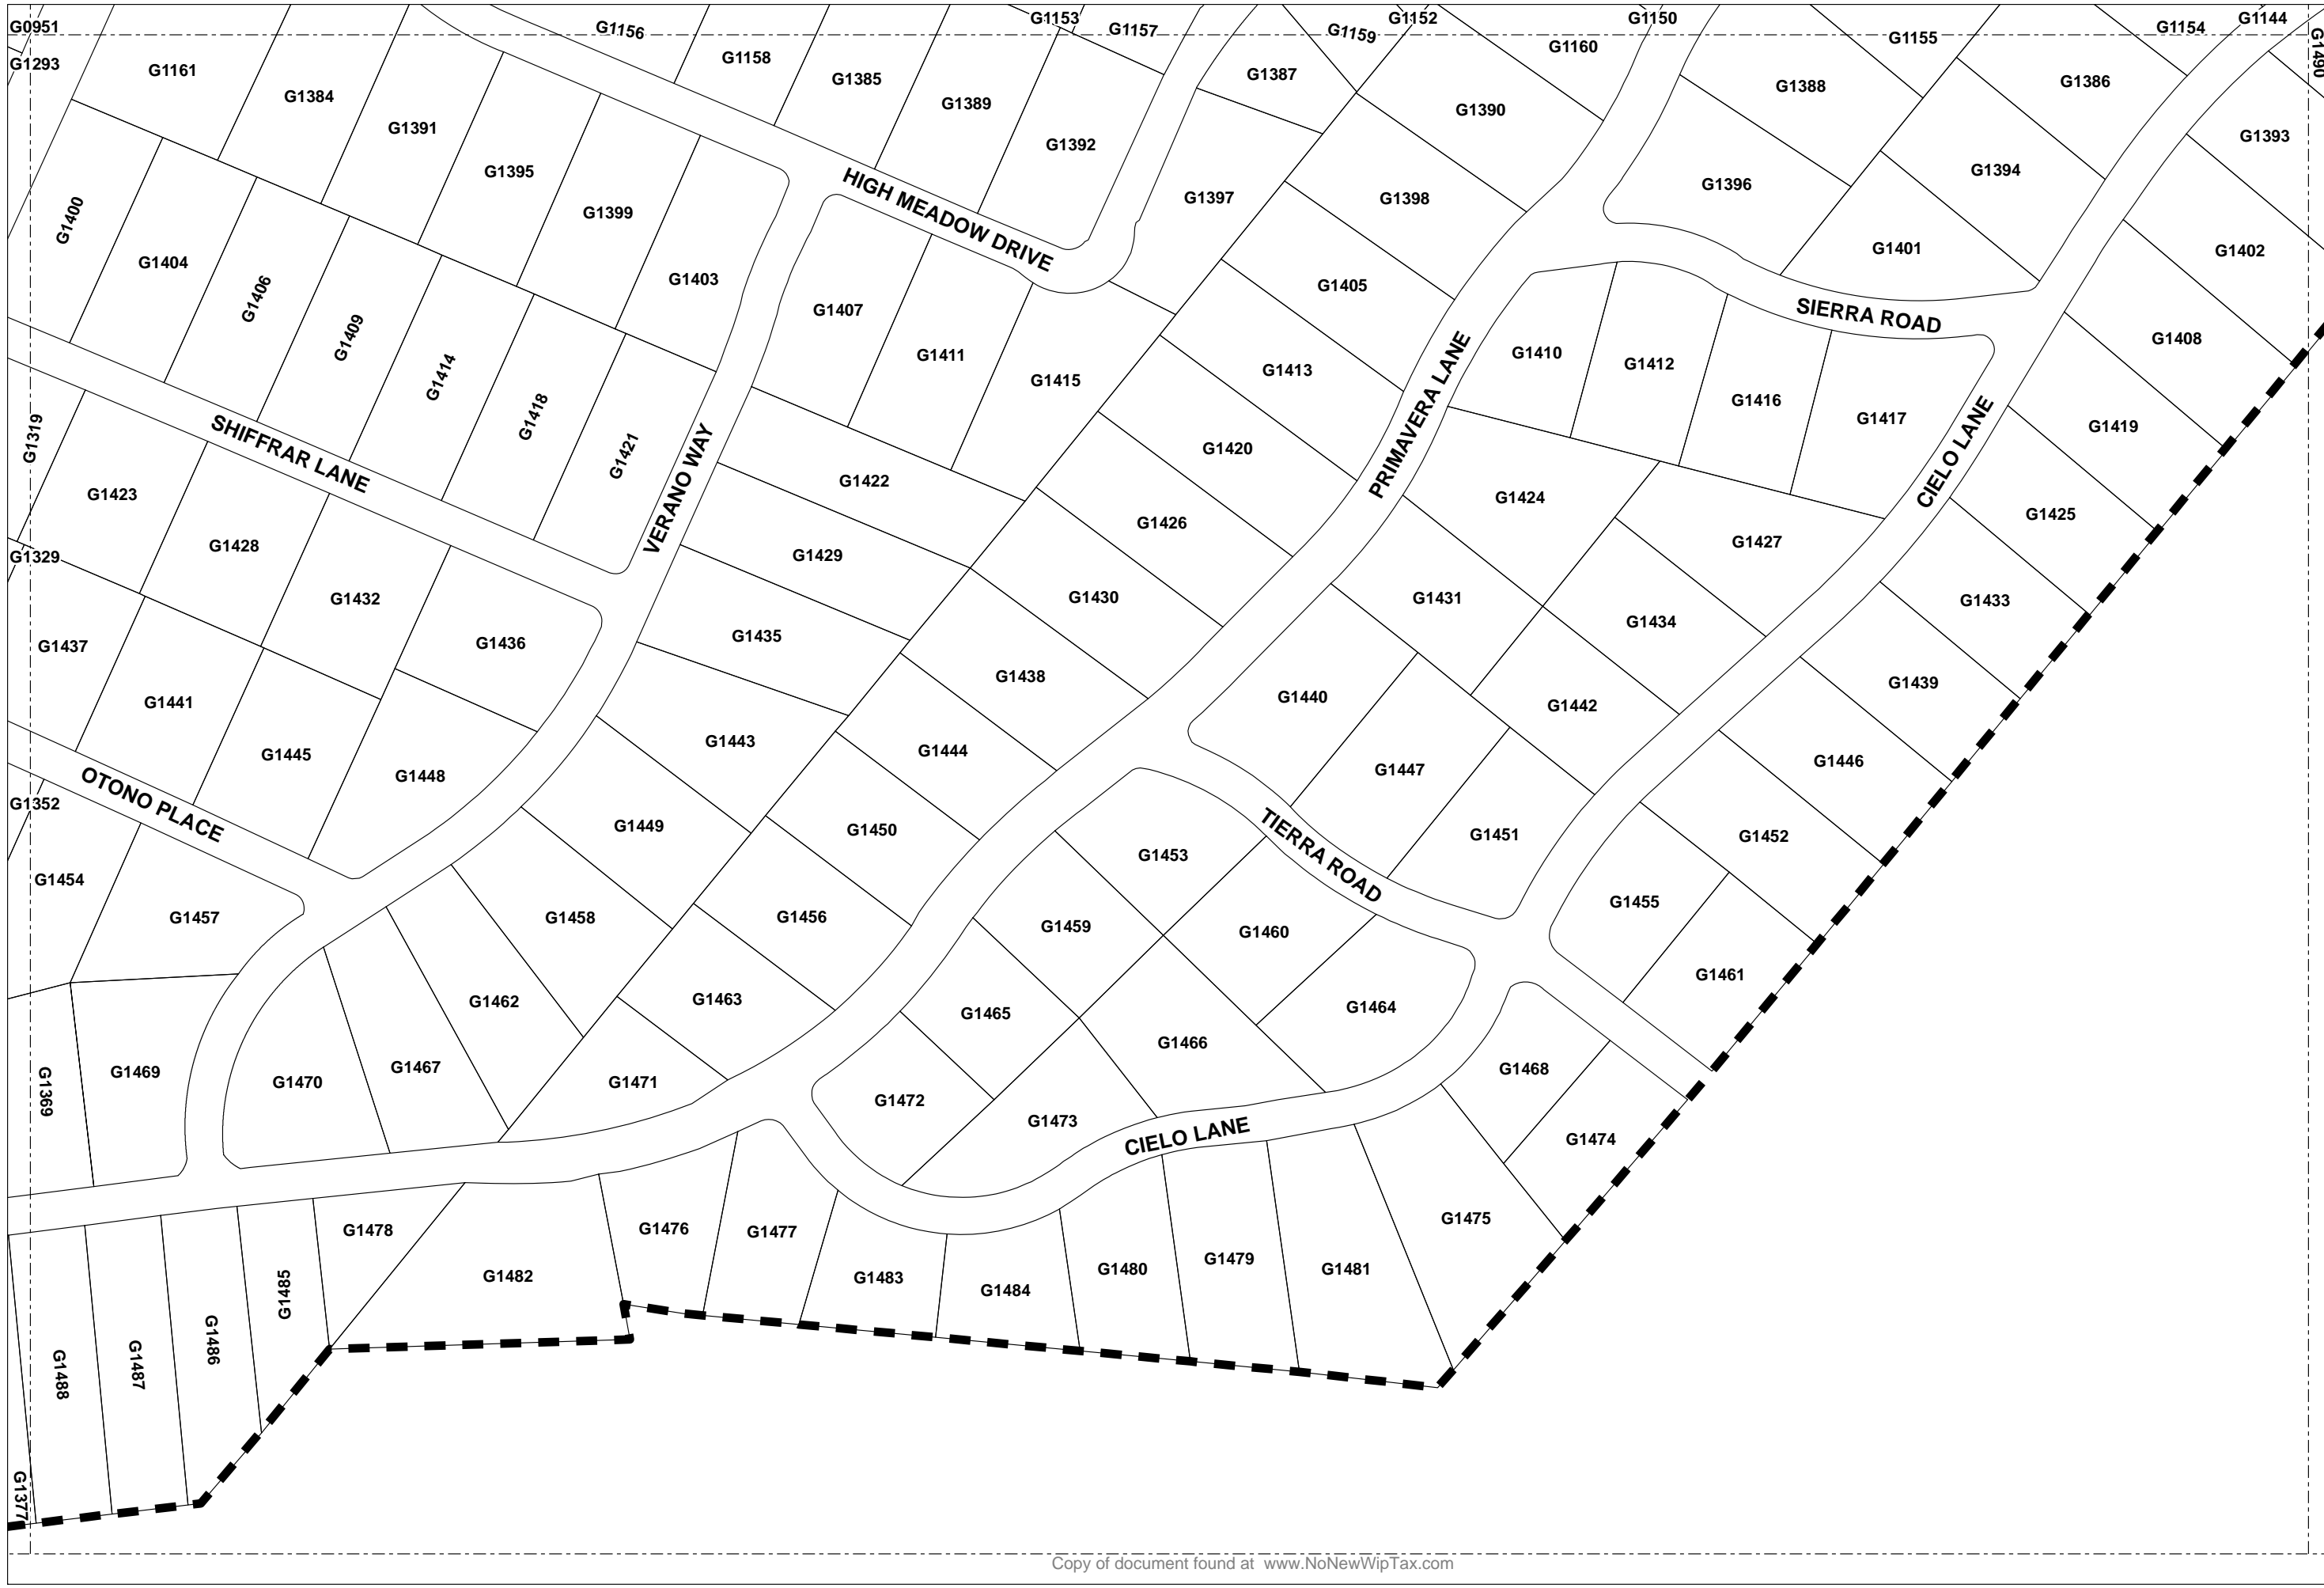 G0951
G1156
G1153
G1157
G1159
G1152
G1160
G1150
G1155
G1154
G1144
G1490
G1293
G1161
G1384
G1158
G1385
G1389
G1387
G1390
G1388
G1386
G1393
G1391
G1392
G1395
G1397
G1398
G1396
G1394
G1400
G1399
HIGH MEADOW DRIVE
G1401
G1402
G1404
G1403
G1405
G1406
G1407
SIERRA ROAD
G1408
G1409
G1411
G1410
G1412
G1414
G1415
G1413
G1416
G1417
G1418
PRIMAVERA LANE
CIELO LANE
G1419
G1319
SHIFFRAR LANE
G1421
VERANO WAY
G1420
G1422
G1423
G1424
G1425
G1426
G1427
G1428
G1329
G1429
G1430
G1431
G1432
G1433
G1434
G1435
G1436
G1437
G1438
G1439
G1440
G1441
G1442
G1443
G1444
G1445
G1446
G1447
G1448
OTONO PLACE
G1352
G1449
G1450
G1451
G1452
G1453
TIERRA ROAD
G1454
G1455
G1456
G1457
G1458
G1459
G1460
G1461
G1462
G1463
G1464
G1465
G1466
G1467
G1468
G1369
G1469
G1470
G1471
G1472
G1473
CIELO LANE
G1474
G1475
G1476
G1477
G1478
G1479
G1480
G1481
G1482
G1483
G1484
G1485
G1486
G1487
G1488
G1377
Copy of document found at www.NoNewWipTax.com